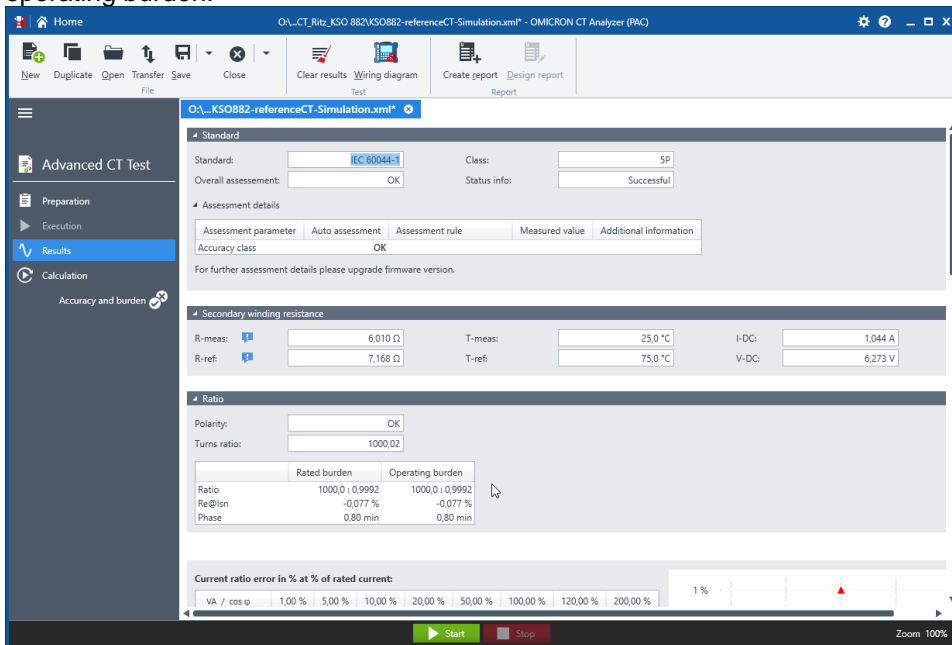 operating burden.
Home
O:\...CT_Ritz_KSO 882\KSO882-referenceCT-Simulation.xml* - OMICRON CT Analyzer (PAC)
New Duplicate Open Transfer Save Close Clear results Wiring diagram Create report Design report
File Test Report
O:\...KSO882-referenceCT-Simulation.xml*
Advanced CT Test
Preparation
Execution
Results
Calculation
Accuracy and burden
Standard
Standard: IEC 60044-1 Class: 5P
Overall assessement: OK Status info: Successful
Assessment details
Assessment parameter Auto assessment Assessment rule Measured value Additional information
Accuracy class OK
For further assessment details please upgrade firmware version.
Secondary winding resistance
R-meas: 6,010 Ω T-meas: 25,0 °C I-DC: 1,044 A
R-ref: 7,168 Ω T-ref: 75,0 °C V-DC: 6,273 V
Ratio
Polarity: OK
Turns ratio: 1000,02
Rated burden Operating burden
Ratio 1000,0 : 0,9992 1000,0 : 0,9992
Re@Isn -0,077 % -0,077 %
Phase 0,80 min 0,80 min
Current ratio error in % at % of rated current:
VA / cos φ 1,00 % 5,00 % 10,00 % 20,00 % 50,00 % 100,00 % 120,00 % 200,00 %
1 %
Start Stop
Zoom 100%